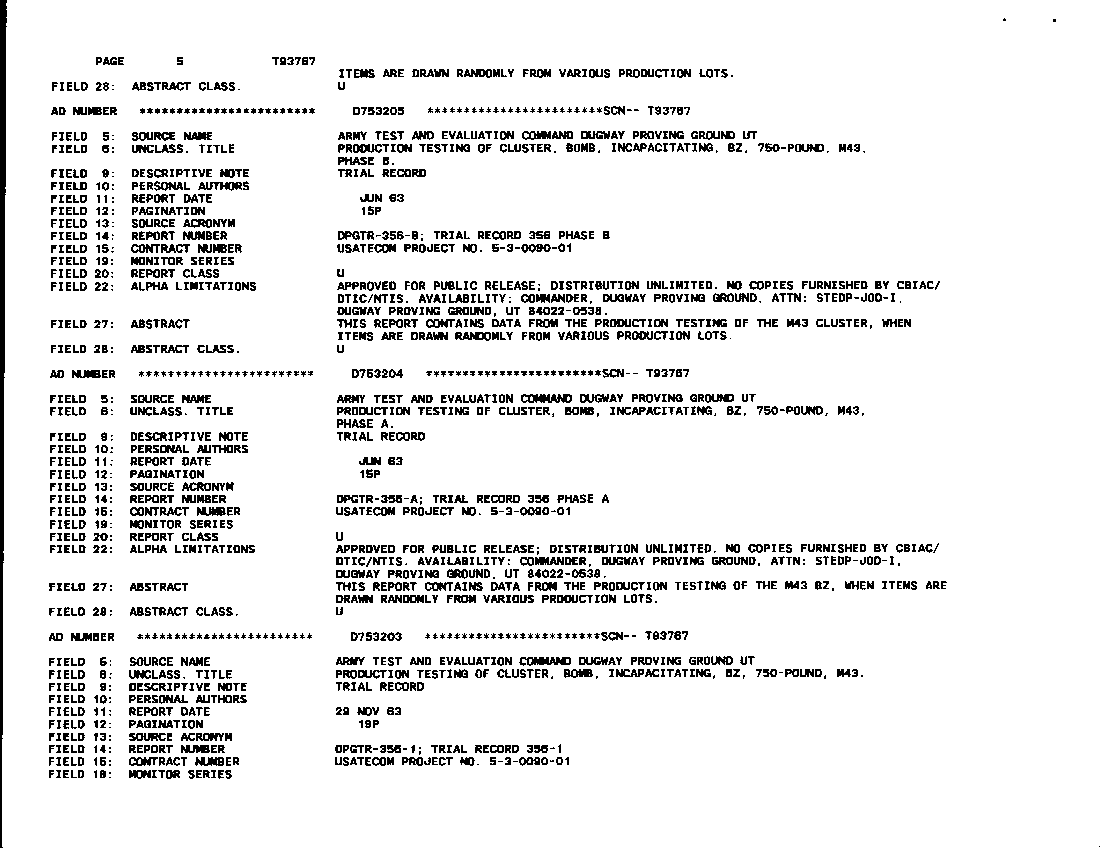 PAGE 5 T93767
ITEMS ARE DRAWN RANDOMLY FROM VARIOUS PRODUCTION LOTS.
FIELD 28: ABSTRACT CLASS. U
AD NUMBER ************************ D753205 ************************SCN-- T93767
FIELD 5: SOURCE NAME ARMY TEST AND EVALUATION COMMAND DUGWAY PROVING GROUND UT
FIELD 6: UNCLASS. TITLE PRODUCTION TESTING OF CLUSTER, BOMB, INCAPACITATING, BZ, 750-POUND, M43,
PHASE B.
FIELD 9: DESCRIPTIVE NOTE TRIAL RECORD
FIELD 10: PERSONAL AUTHORS
FIELD 11: REPORT DATE JUN 63
FIELD 12: PAGINATION 15P
FIELD 13: SOURCE ACRONYM
FIELD 14: REPORT NUMBER DPGTR-356-B; TRIAL RECORD 356 PHASE B
FIELD 15: CONTRACT NUMBER USATECOM PROJECT NO. 5-3-0090-01
FIELD 19: MONITOR SERIES
FIELD 20: REPORT CLASS U
FIELD 22: ALPHA LIMITATIONS APPROVED FOR PUBLIC RELEASE; DISTRIBUTION UNLIMITED. NO COPIES FURNISHED BY CBIAC/
DTIC/NTIS. AVAILABILITY: COMMANDER, DUGWAY PROVING GROUND, ATTN: STEDP-JOD-I,
DUGWAY PROVING GROUND, UT 84022-0538.
FIELD 27: ABSTRACT THIS REPORT CONTAINS DATA FROM THE PRODUCTION TESTING OF THE M43 CLUSTER, WHEN
ITEMS ARE DRAWN RANDOMLY FROM VARIOUS PRODUCTION LOTS.
FIELD 28: ABSTRACT CLASS. U
AD NUMBER ************************ D753204 ************************SCN-- T93767
FIELD 5: SOURCE NAME ARMY TEST AND EVALUATION COMMAND DUGWAY PROVING GROUND UT
FIELD 6: UNCLASS. TITLE PRODUCTION TESTING OF CLUSTER, BOMB, INCAPACITATING, BZ, 750-POUND, M43,
PHASE A.
FIELD 9: DESCRIPTIVE NOTE TRIAL RECORD
FIELD 10: PERSONAL AUTHORS
FIELD 11: REPORT DATE JUN 63
FIELD 12: PAGINATION 15P
FIELD 13: SOURCE ACRONYM
FIELD 14: REPORT NUMBER DPGTR-356-A; TRIAL RECORD 356 PHASE A
FIELD 15: CONTRACT NUMBER USATECOM PROJECT NO. 5-3-0090-01
FIELD 19: MONITOR SERIES
FIELD 20: REPORT CLASS U
FIELD 22: ALPHA LIMITATIONS APPROVED FOR PUBLIC RELEASE; DISTRIBUTION UNLIMITED. NO COPIES FURNISHED BY CBIAC/
DTIC/NTIS. AVAILABILITY: COMMANDER, DUGWAY PROVING GROUND, ATTN: STEDP-JOD-I,
DUGWAY PROVING GROUND, UT 84022-0538.
FIELD 27: ABSTRACT THIS REPORT CONTAINS DATA FROM THE PRODUCTION TESTING OF THE M43 BZ, WHEN ITEMS ARE
DRAWN RANDOMLY FROM VARIOUS PRODUCTION LOTS.
FIELD 28: ABSTRACT CLASS. U
AD NUMBER ************************ D753203 ************************SCN-- T93767
FIELD 5: SOURCE NAME ARMY TEST AND EVALUATION COMMAND DUGWAY PROVING GROUND UT
FIELD 6: UNCLASS. TITLE PRODUCTION TESTING OF CLUSTER, BOMB, INCAPACITATING, BZ, 750-POUND, M43.
FIELD 9: DESCRIPTIVE NOTE TRIAL RECORD
FIELD 10: PERSONAL AUTHORS
FIELD 11: REPORT DATE 29 NOV 63
FIELD 12: PAGINATION 19P
FIELD 13: SOURCE ACRONYM
FIELD 14: REPORT NUMBER DPGTR-356-1; TRIAL RECORD 356-1
FIELD 15: CONTRACT NUMBER USATECOM PROJECT NO. 5-3-0090-01
FIELD 19: MONITOR SERIES